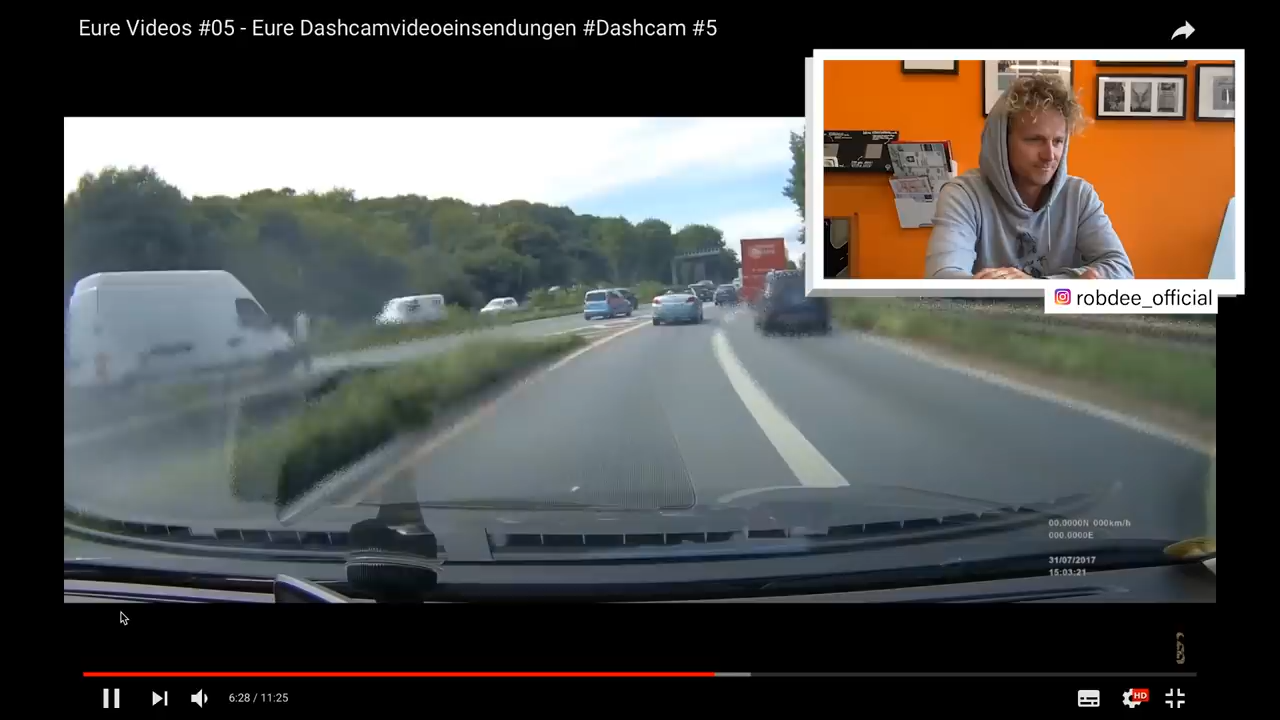 Eure Videos #05 - Eure Dashcamvideoeinsendungen #Dashcam #5
robdee_official
00.0000N 000km/h
000.0000E
31/07/2017
15:03:21
6:28 / 11:25
HD